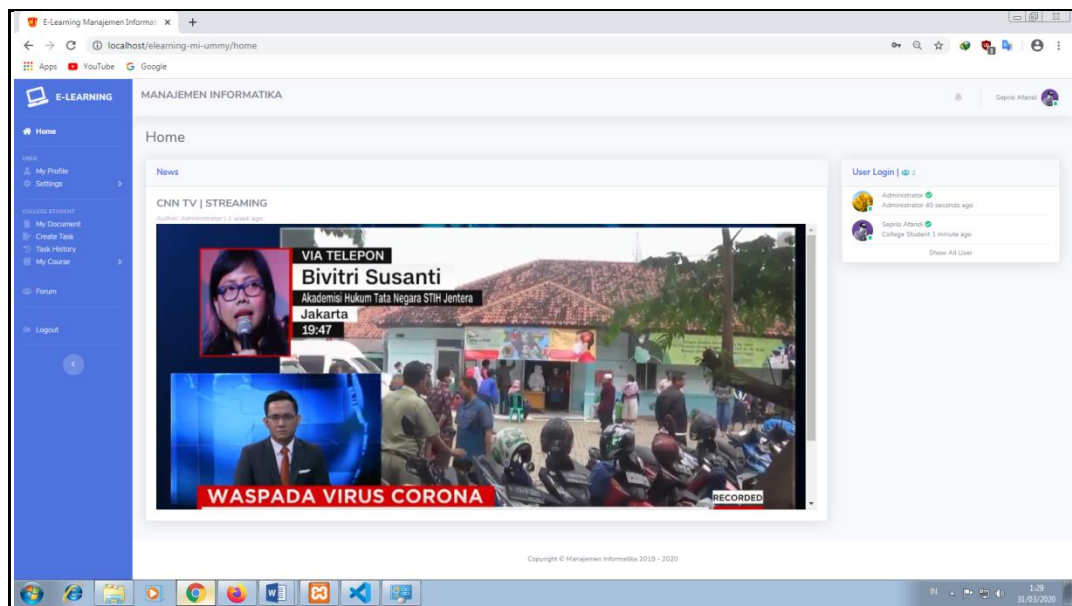 E-Learning Manajemen Informati
localhost/elearning-mi-ummy/home
Apps YouTube Google
E-LEARNING
MANAJEMEN INFORMATIKA
Saprio Afandi
Home
USER
My Profile
Settings
COLLEGE STUDENT
My Document
Create Task
Task History
My Course
Forum
Logout
Home
News
CNN TV | STREAMING
Author: Administrator | 1 week ago
VIA TELEPON
Bivitri Susanti
Akademisi Hukum Tata Negara STIH Jentera
Jakarta
19:47
WASPADA VIRUS CORONA
RECORDED
User Login | 2
Administrator
Administrator 40 seconds ago
Saprio Afandi
College Student 1 minute ago
Show All User
Copyright © Manajemen Informatika 2019 - 2020
IN
1:29
31/03/2020